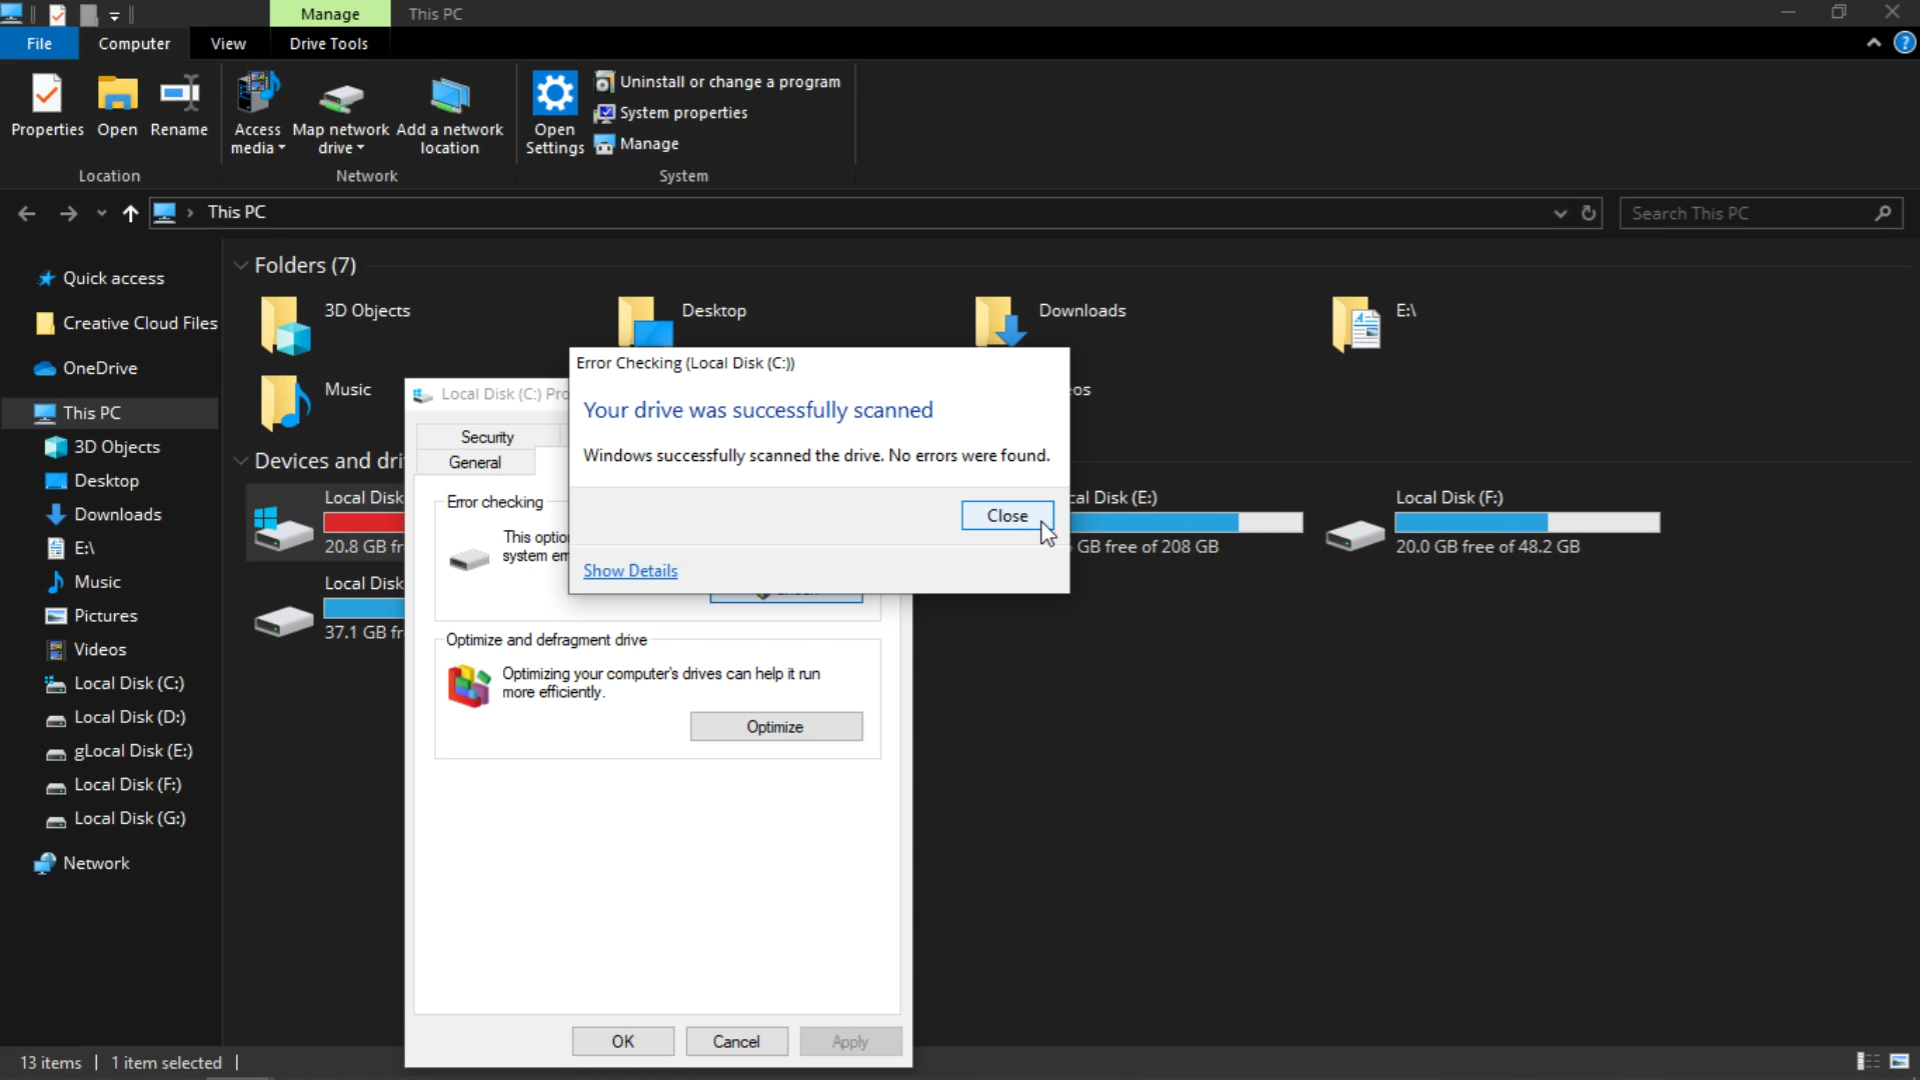 Manage
This PC
File
Computer
View
Drive Tools
Properties
Open
Rename
Access
media
Map network
drive
Add a network
location
Open
Settings
Uninstall or change a program
System properties
Manage
Location
Network
System
This PC
Search This PC
Quick access
Creative Cloud Files
OneDrive
This PC
3D Objects
Desktop
Downloads
E:\
Music
Pictures
Videos
Local Disk (C:)
Local Disk (D:)
gLocal Disk (E:)
Local Disk (F:)
Local Disk (G:)
Network
Folders (7)
3D Objects
Desktop
Downloads
E:\
Music
os
Devices and dri
Local Disk
20.8 GB fr
cal Disk (E:)
GB free of 208 GB
Local Disk (F:)
20.0 GB free of 48.2 GB
Local Disk
37.1 GB fr
Local Disk (C:) Pro
Security
General
Error checking
This optio
system er
Optimize and defragment drive
Optimizing your computer's drives can help it run
more efficiently.
Optimize
OK
Cancel
Apply
Error Checking (Local Disk (C:))
Your drive was successfully scanned
Windows successfully scanned the drive. No errors were found.
Close
Show Details
13 items
1 item selected